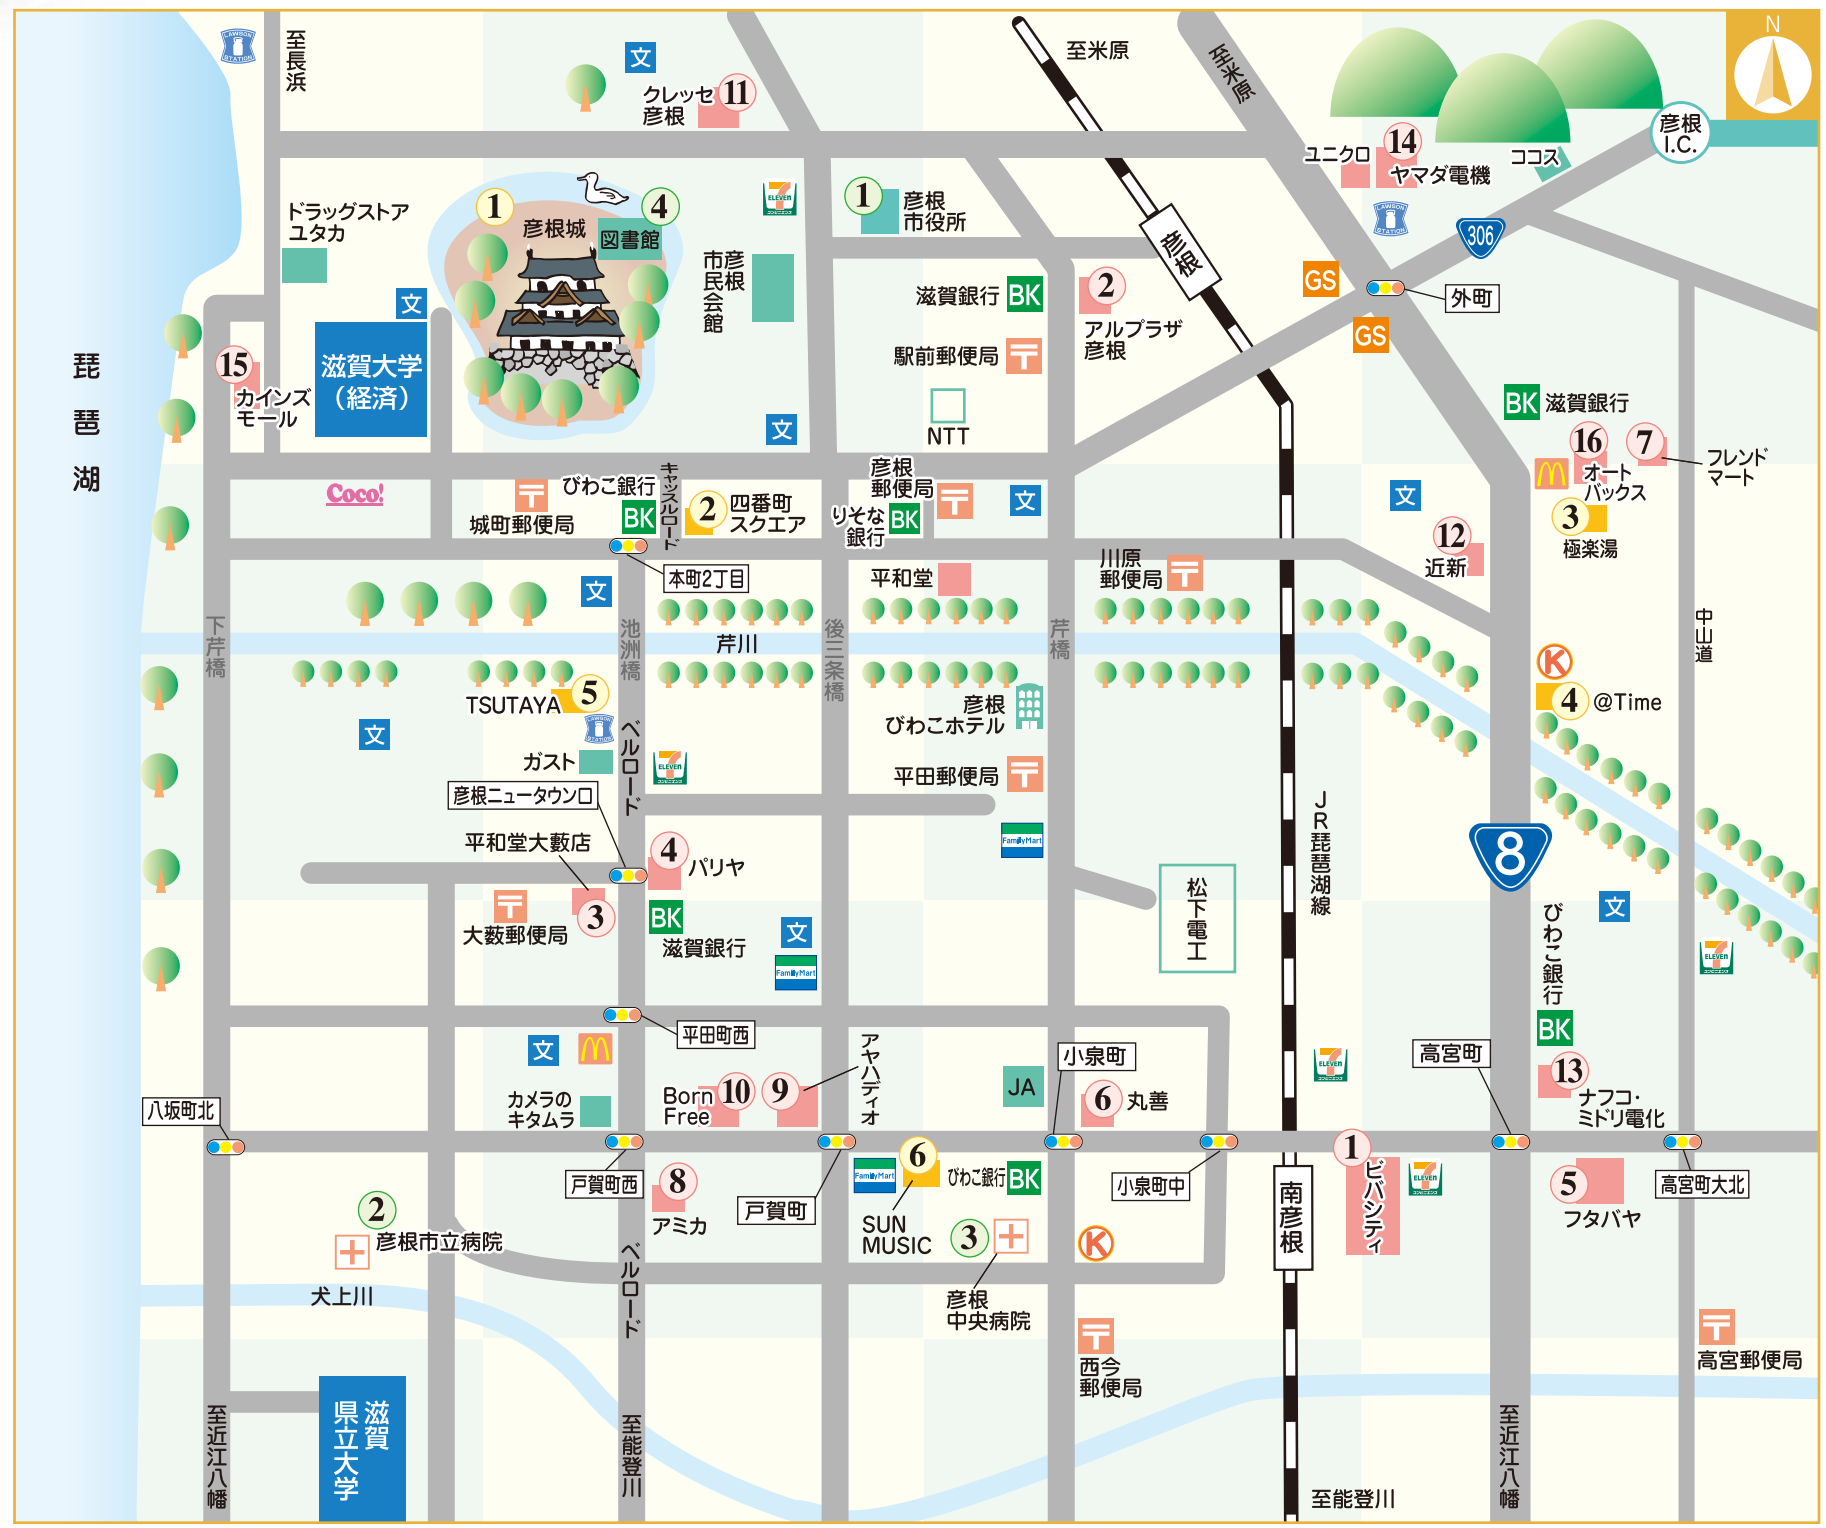 N
LAWSON
STATION
至長浜
文
クレッセ
彦根
11
至米原
至米原
彦根
I.C.
14
ユニクロ
ヤマダ電機
ココス
LAWSON
STATION
306
ドラッグストア
ユタカ
1
彦根城
4
図書館
7
ELEVEN
1
彦根
市役所
彦根
市民会館
彦根
滋賀銀行
BK
2
アルプラザ
彦根
駅前郵便局
〒
NTT
GS
GS
外町
琵琶湖
15
カインズ
モール
文
滋賀大学
(経済)
文
BK
滋賀銀行
16
オート
バックス
7
フレンド
マート
3
極楽湯
文
12
近新
Coco!
〒
城町郵便局
びわこ銀行
BK
キャッスルロード
2
四番町
スクエア
彦根
郵便局
〒
りそな
銀行
BK
文
本町2丁目
文
平和堂
川原
郵便局
〒
下芹橋
池洲橋
芹川
後三条橋
芹橋
中山道
TSUTAYA
5
LAWSON
STATION
ガスト
文
ベルロード
7
ELEVEN
彦根
びわこホテル
平田郵便局
〒
FamilyMart
K
4
@Time
彦根ニュータウン口
平和堂大藪店
4
パリヤ
3
〒
大薮郵便局
BK
滋賀銀行
文
FamilyMart
松下電工
JR琵琶湖線
8
文
7
ELEVEN
びわこ銀行
BK
平田町西
文
カメラの
キタムラ
Born
Free
10
9
アヤハディオ
JA
小泉町
6
丸善
7
ELEVEN
高宮町
13
ナフコ・
ミドリ電化
八坂町北
戸賀町西
8
アミカ
戸賀町
FamilyMart
6
SUN
MUSIC
びわこ銀行
BK
小泉町中
1
ビバシティ
7
ELEVEN
5
フタバヤ
高宮町大北
2
彦根市立病院
3
彦根
中央病院
K
南彦根
犬上川
ベルロード
〒
西今
郵便局
〒
高宮郵便局
滋賀
県立大学
至近江八幡
至能登川
至能登川
至近江八幡